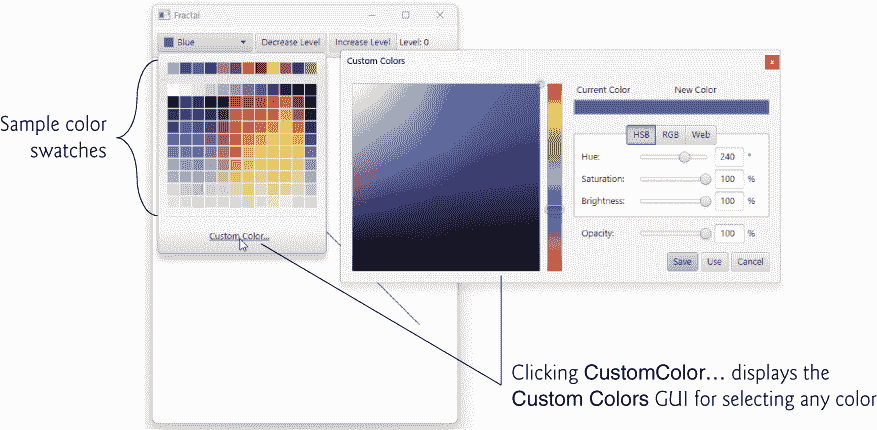 Fractal
Blue
Decrease Level
Increase Level
Level: 0
Custom Colors
x
Current Color
New Color
HSB
RGB
Web
Hue:
240
°
Saturation:
100
%
Brightness:
100
%
Opacity:
100
%
Save
Use
Cancel
Sample color
swatches
Custom Color...
Clicking CustomColor... displays the
Custom Colors GUI for selecting any color